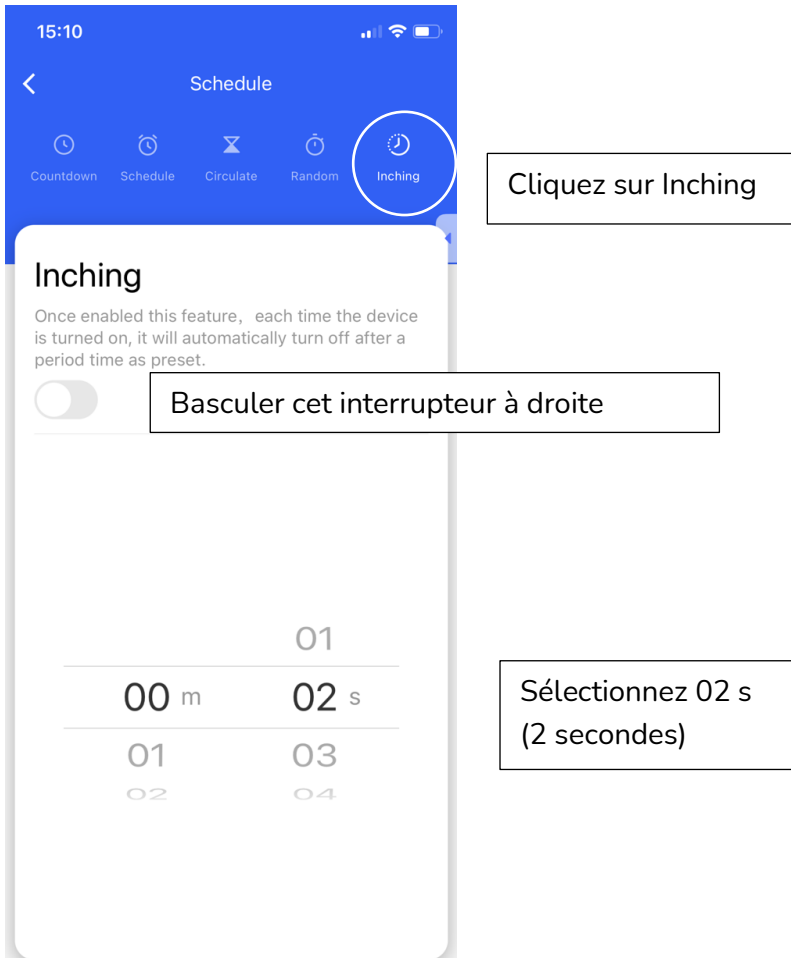 15:10
Schedule
Countdown
Schedule
Circulate
Random
Inching
Cliquez sur Inching
Inching
Once enabled this feature， each time the device
is turned on, it will automatically turn off after a
period time as preset.
Basculer cet interrupteur à droite
01
00 m 02 s
01 03
02 04
Sélectionnez 02 s
(2 secondes)